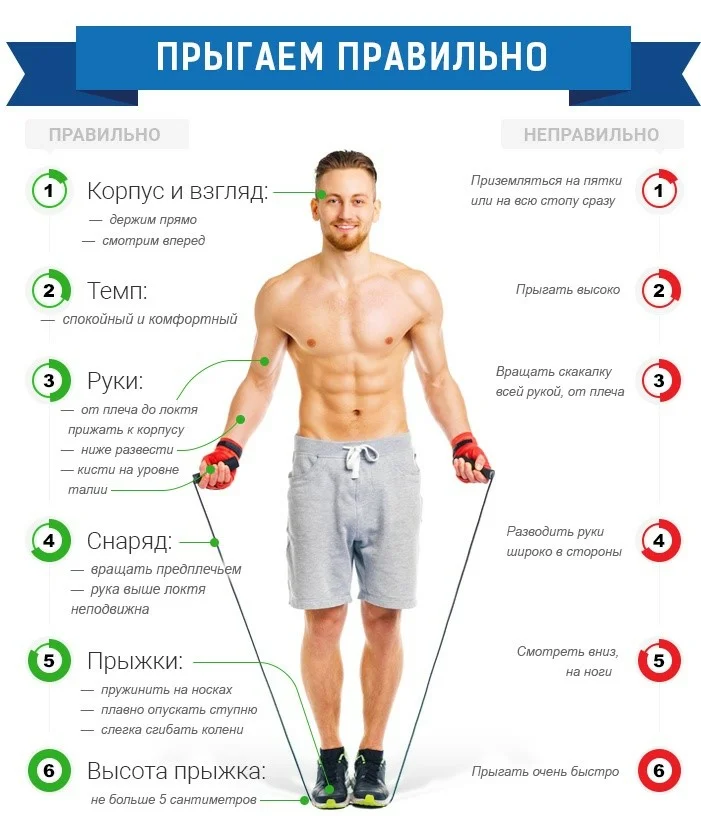 ПРЫГАЕМ ПРАВИЛЬНО
ПРАВИЛЬНО
1
Корпус и взгляд:
— держим прямо
— смотрим вперед
2
Темп:
— спокойный и комфортный
3
Руки:
— от плеча до локтя
прижать к корпусу
— ниже развести
— кисти на уровне
талии
4
Снаряд:
— вращать предплечьем
— рука выше локтя
неподвижна
5
Прыжки:
— пружинить на носках
— плавно опускать ступню
— слегка сгибать колени
6
Высота прыжка:
не больше 5 сантиметров
НЕПРАВИЛЬНО
Приземляться на пятки
или на всю стопу сразу
1
Прыгать высоко
2
Вращать скакалку
всей рукой, от плеча
3
Разводить руки
широко в стороны
4
Смотреть вниз,
на ноги
5
Прыгать очень быстро
6